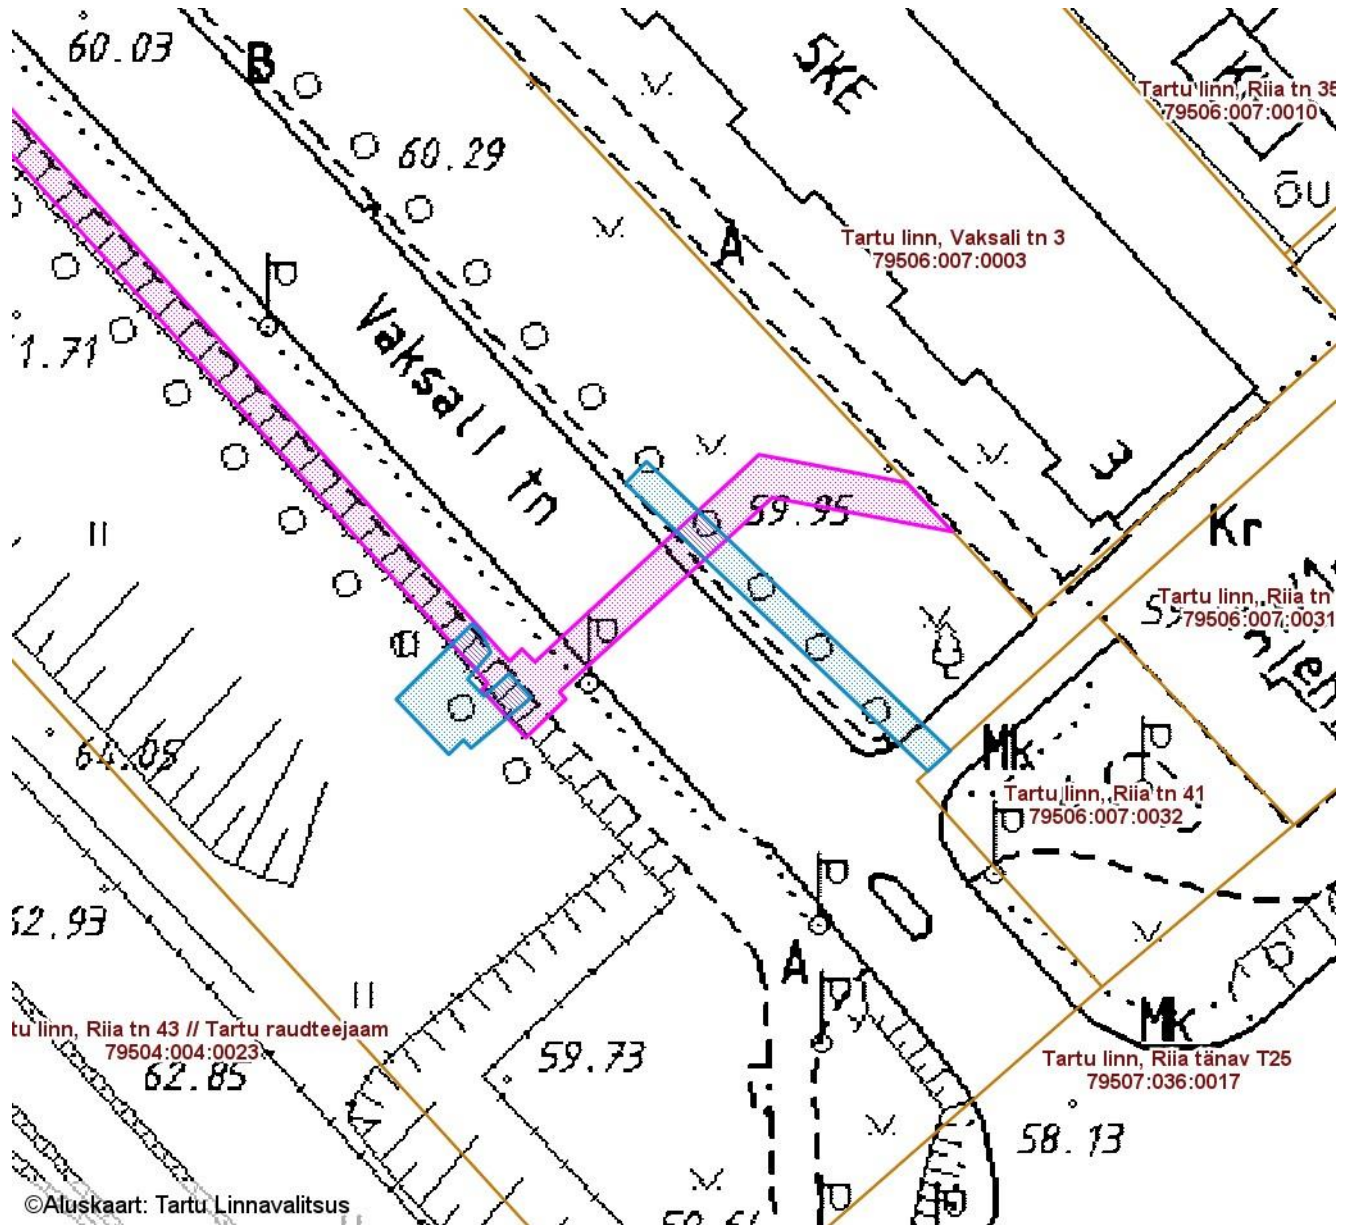 60.03
B
SKE
K
Tartu linn, Riia tn 35
79506:007:0010
60.29
ÕU
A
Tartu linn, Vaksali tn 3
79506:007:0003
1.71
Vaksali tn
3
59.95
Kr
Tartu linn, Riia tn
79506:007:0031
64.05
Mk
Tartu linn, Riia tn 41
79506:007:0032
62.93
A
tu linn, Riia tn 43 // Tartu raudteejaam
79504:004:0023
62.85
59.73
Mk
Tartu linn, Riia tänav T25
79507:036:0017
58.13
©Aluskaart: Tartu Linnavalitsus